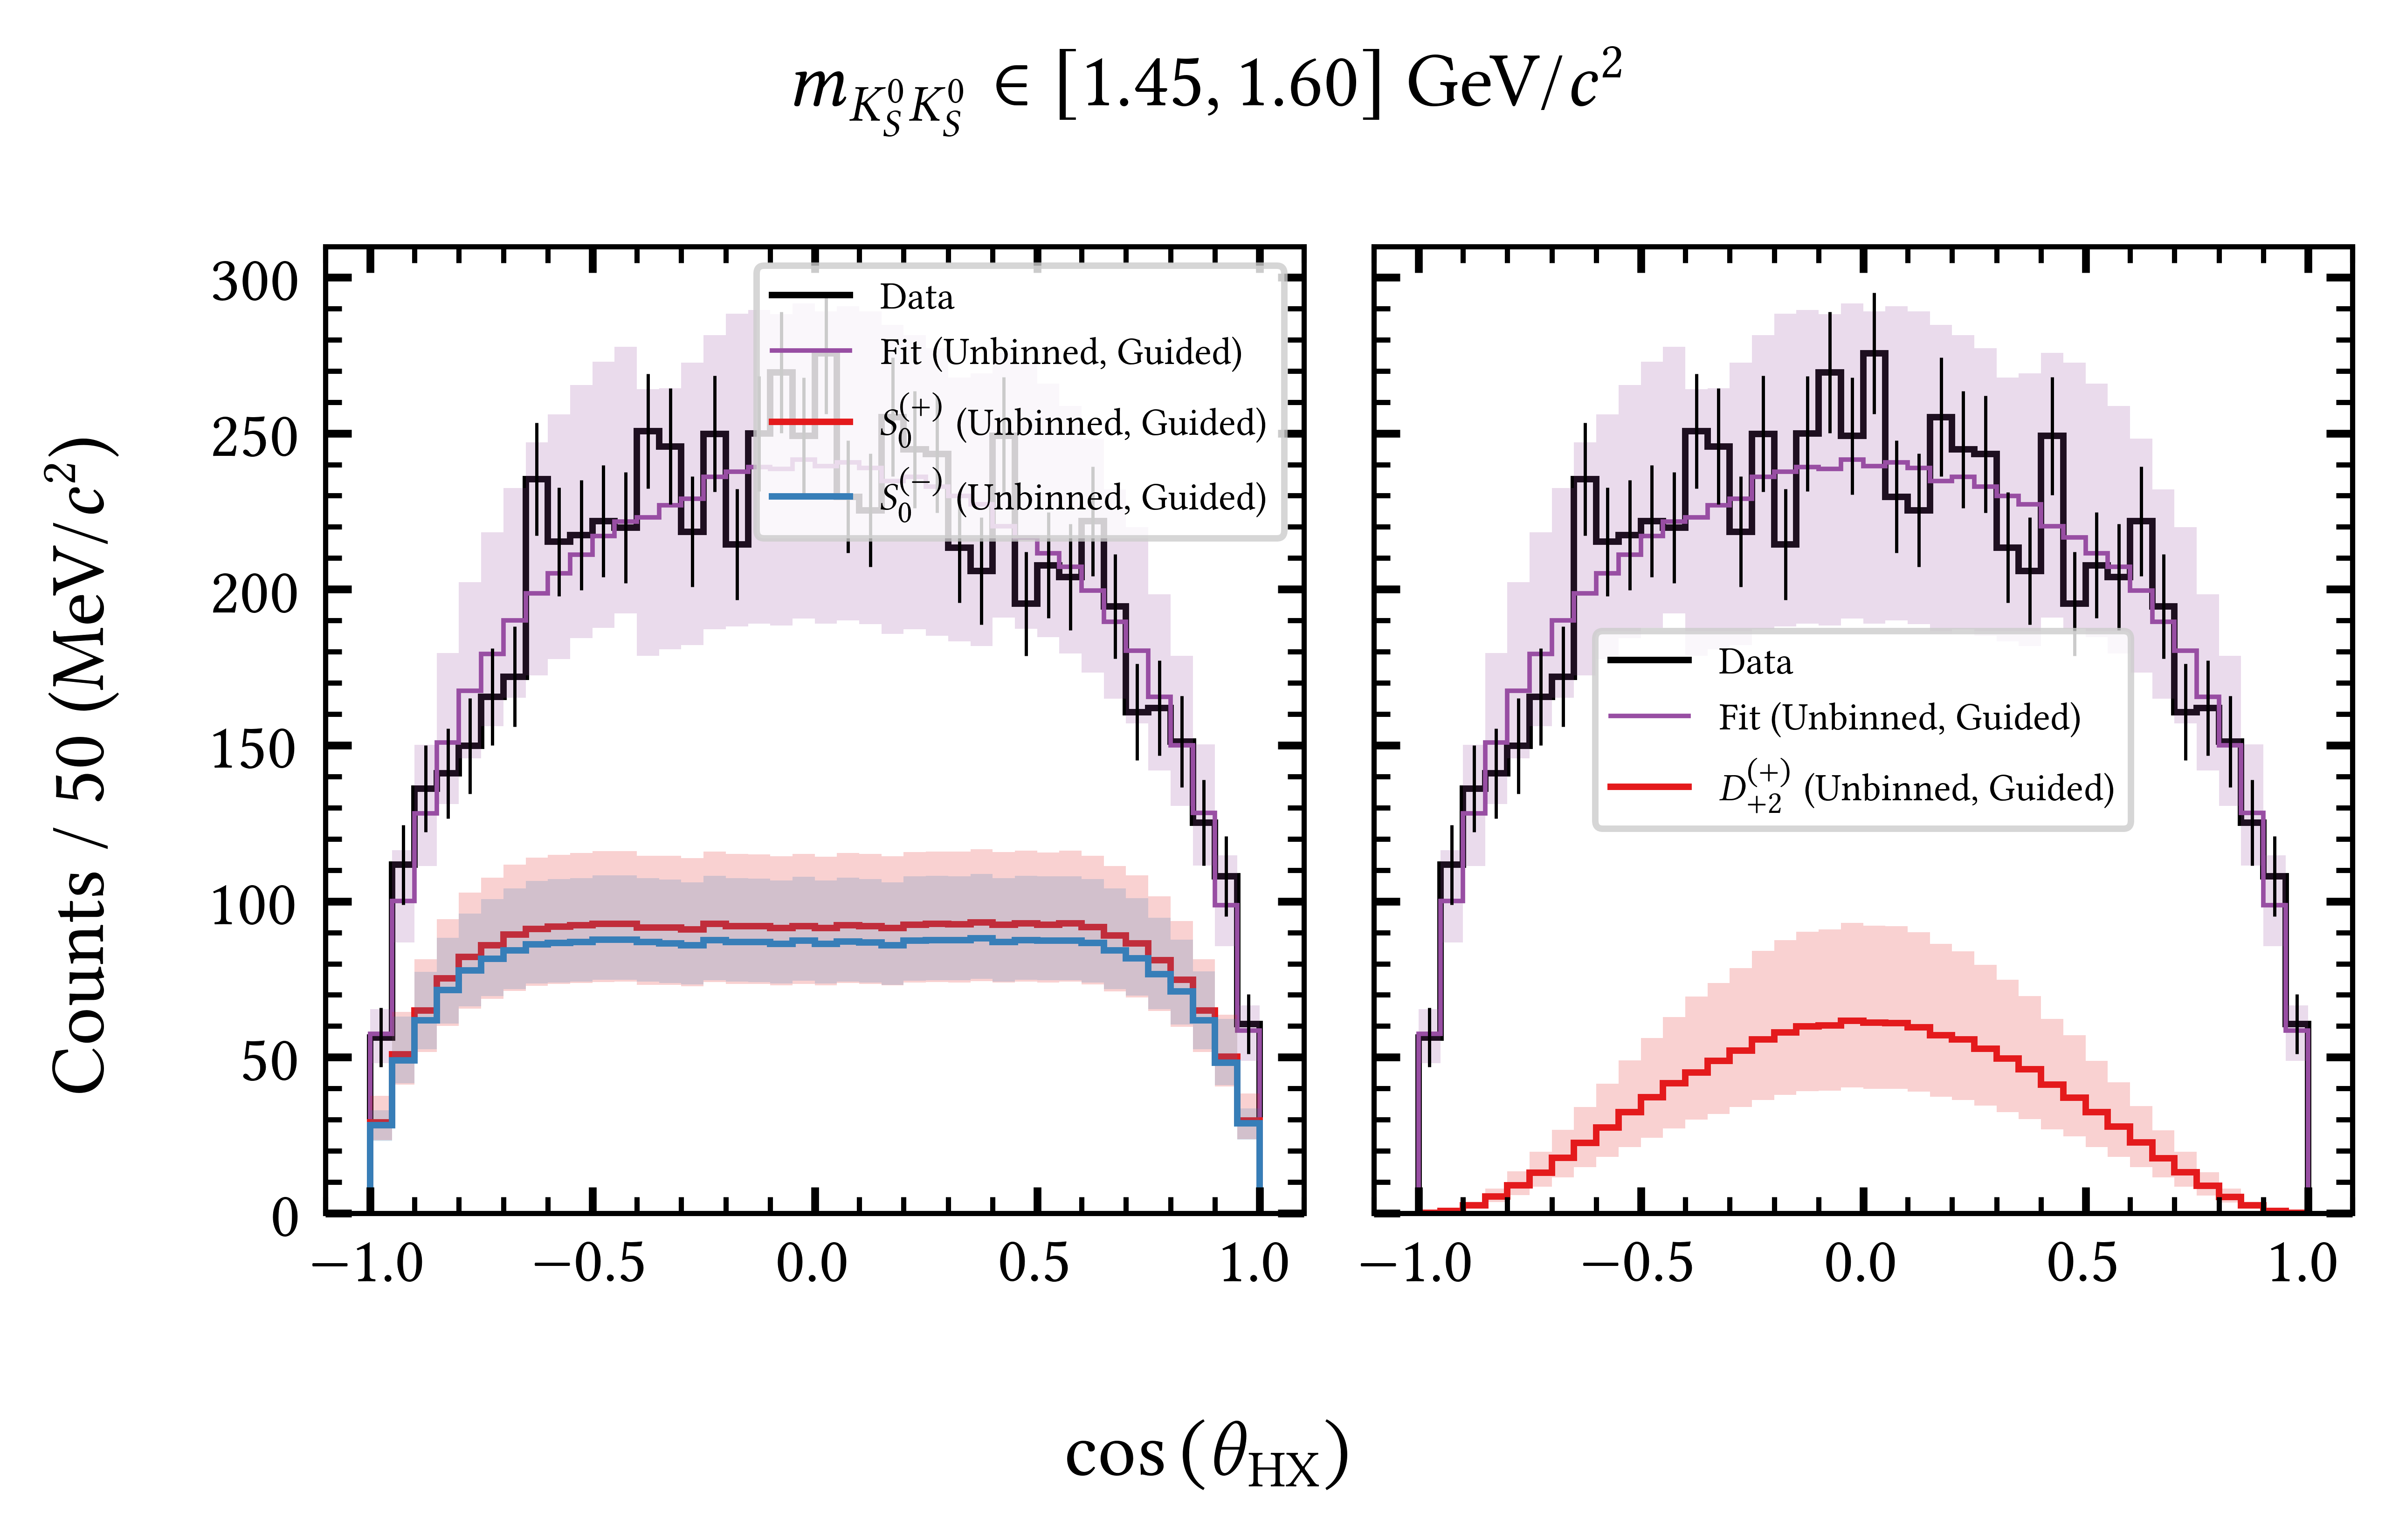 m_{K_S^0 K_S^0} ∈ [1.45, 1.60] GeV/c²
Counts / 50 (MeV/c²)
300
250
200
150
100
50
0
Data
Fit (Unbinned, Guided)
S_0^{(+)} (Unbinned, Guided)
S_0^{(−)} (Unbinned, Guided)
−1.0 −0.5 0.0 0.5 1.0
Data
Fit (Unbinned, Guided)
D_{+2}^{(+)} (Unbinned, Guided)
−1.0 −0.5 0.0 0.5 1.0
cos (θ_{HX})